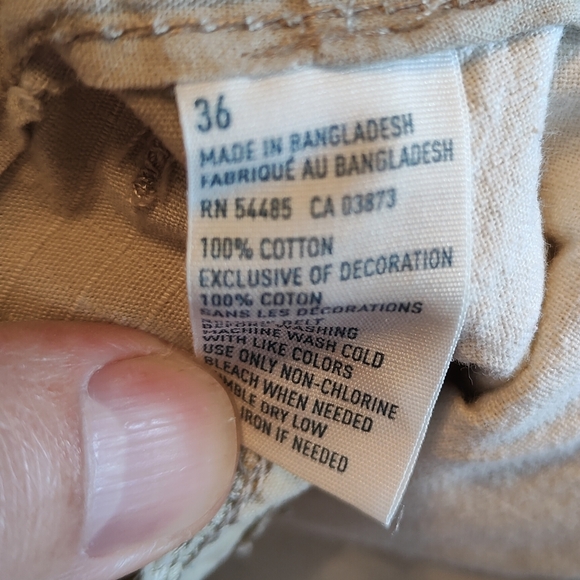 36
MADE IN BANGLADESH
FABRIQUÉ AU BANGLADESH
RN 54485 CA 03873
100% COTTON
EXCLUSIVE OF DECORATION
100% COTON
SANS LES DÉCORATIONS
WASHING
MACHINE WASH COLD
WITH LIKE COLORS
USE ONLY NON-CHLORINE
BLEACH WHEN NEEDED
DRY LOW
IRON IF NEEDED